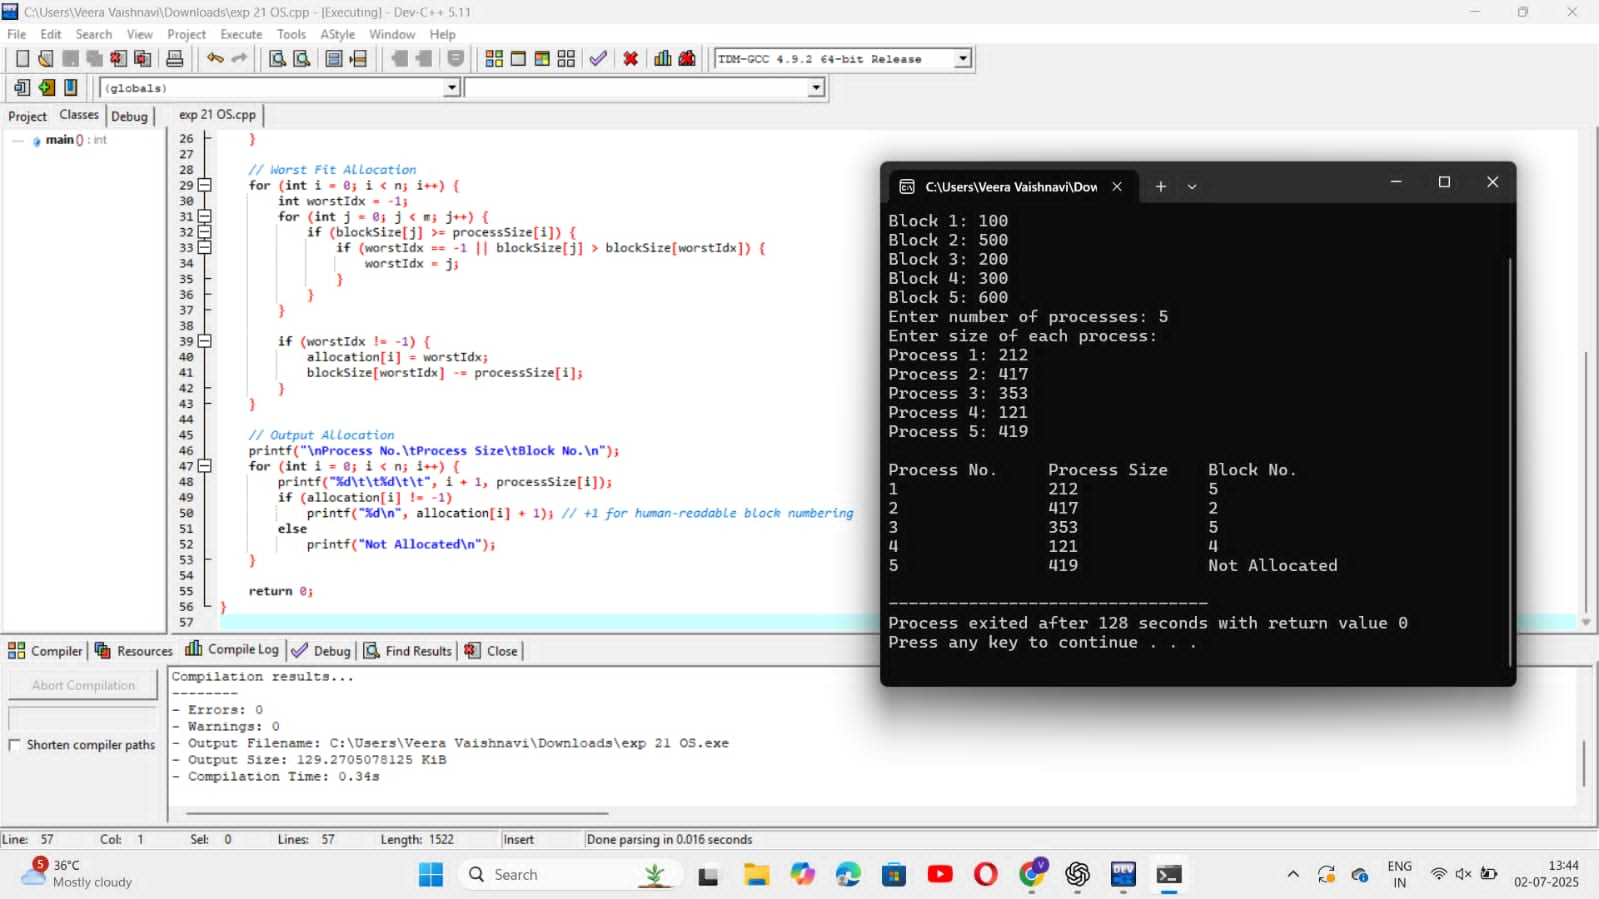 C:\Users\Veera Vaishnavi\Downloads\exp 21 OS.cpp - [Executing] - Dev-C++ 5.11
File Edit Search View Project Execute Tools AStyle Window Help
TDM-GCC 4.9.2 64-bit Release
(globals)
Project Classes Debug
exp 21 OS.cpp
main () : int
26 }
27
28 // Worst Fit Allocation
29 for (int i = 0; i < n; i++) {
30 int worstIdx = -1;
31 for (int j = 0; j < m; j++) {
32 if (blockSize[j] >= processSize[i]) {
33 if (worstIdx == -1 || blockSize[j] > blockSize[worstIdx]) {
34 worstIdx = j;
35 }
36 }
37 }
38
39 if (worstIdx != -1) {
40 allocation[i] = worstIdx;
41 blockSize[worstIdx] -= processSize[i];
42 }
43 }
44
45 // Output Allocation
46 printf("\nProcess No.\tProcess Size\tBlock No.\n");
47 for (int i = 0; i < n; i++) {
48 printf("%d\t\t%d\t\t", i + 1, processSize[i]);
49 if (allocation[i] != -1)
50 printf("%d\n", allocation[i] + 1); // +1 for human-readable block numbering
51 else
52 printf("Not Allocated\n");
53 }
54
55 return 0;
56 }
57
C:\Users\Veera Vaishnavi\Dow
Block 1: 100
Block 2: 500
Block 3: 200
Block 4: 300
Block 5: 600
Enter number of processes: 5
Enter size of each process:
Process 1: 212
Process 2: 417
Process 3: 353
Process 4: 121
Process 5: 419
Process No. Process Size Block No.
1 212 5
2 417 2
3 353 5
4 121 4
5 419 Not Allocated
--------------------------------
Process exited after 128 seconds with return value 0
Press any key to continue . . .
Compiler Resources Compile Log Debug Find Results Close
Abort Compilation
Shorten compiler paths
Compilation results...
--------
- Errors: 0
- Warnings: 0
- Output Filename: C:\Users\Veera Vaishnavi\Downloads\exp 21 OS.exe
- Output Size: 129.2705078125 KiB
- Compilation Time: 0.34s
Line: 57 Col: 1 Sel: 0 Lines: 57 Length: 1522 Insert Done parsing in 0.016 seconds
5
36°C
Mostly cloudy
Search
V
DEV
ENG
IN
13:44
02-07-2025